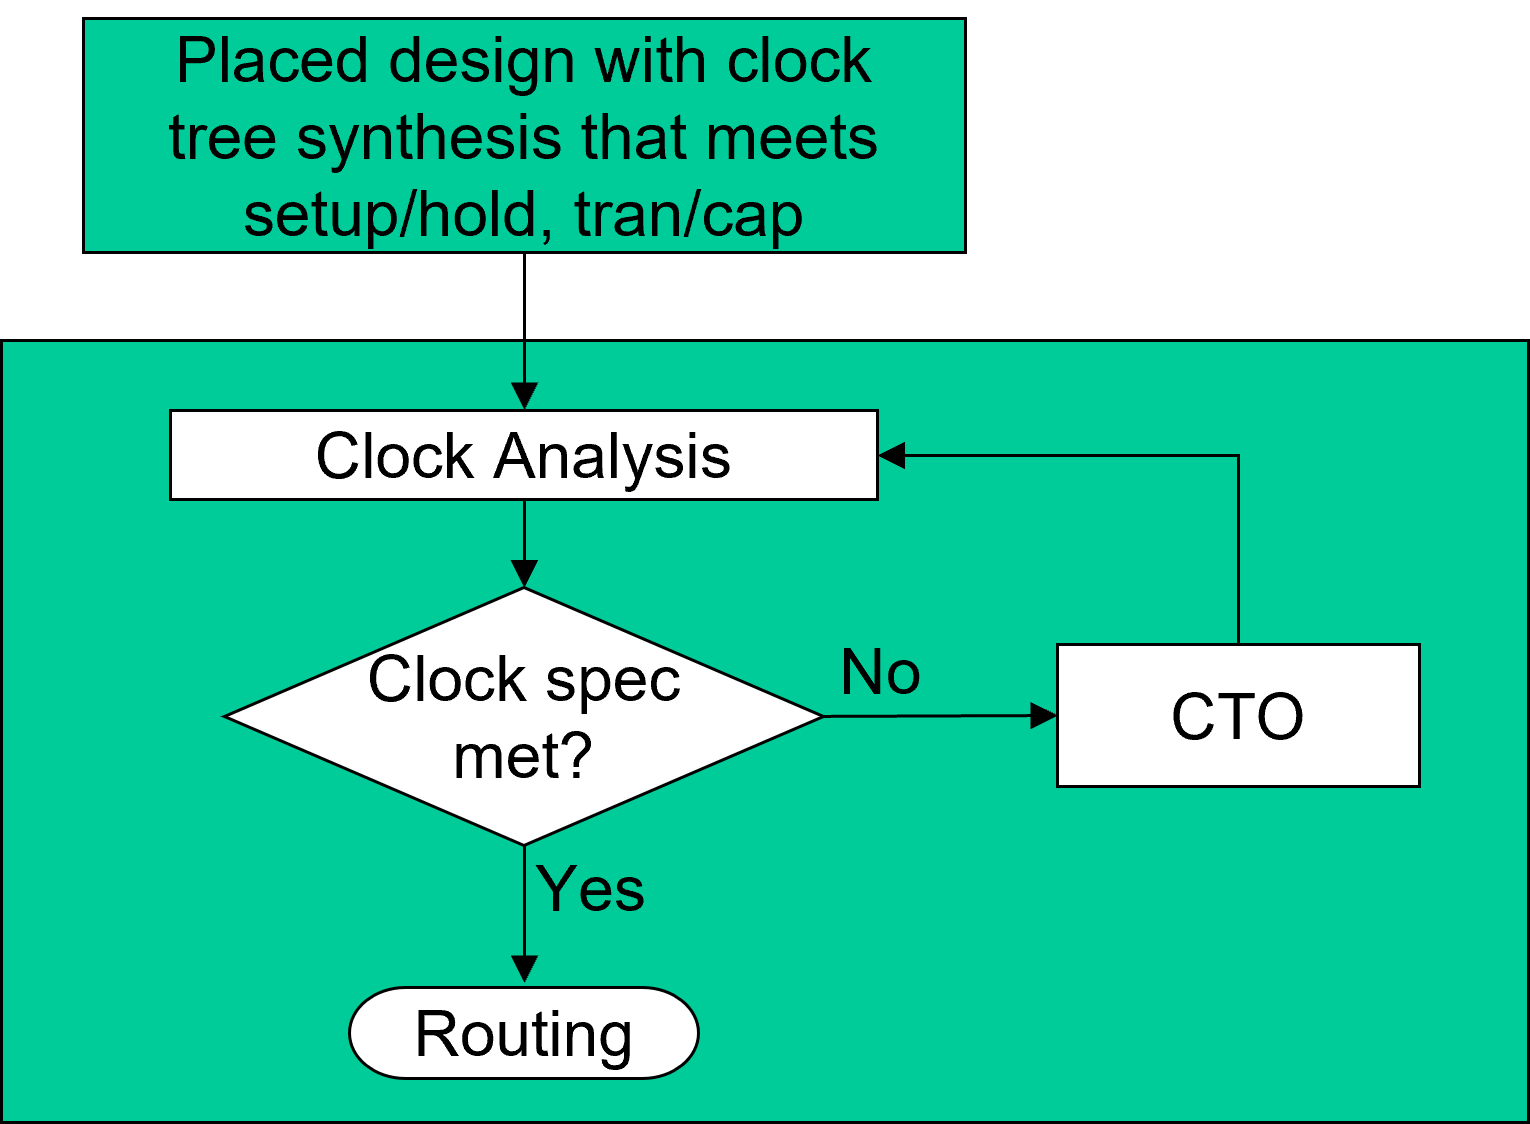 Placed design with clock
tree synthesis that meets
setup/hold, tran/cap
Clock Analysis
Clock spec
met?
No
CTO
Yes
Routing